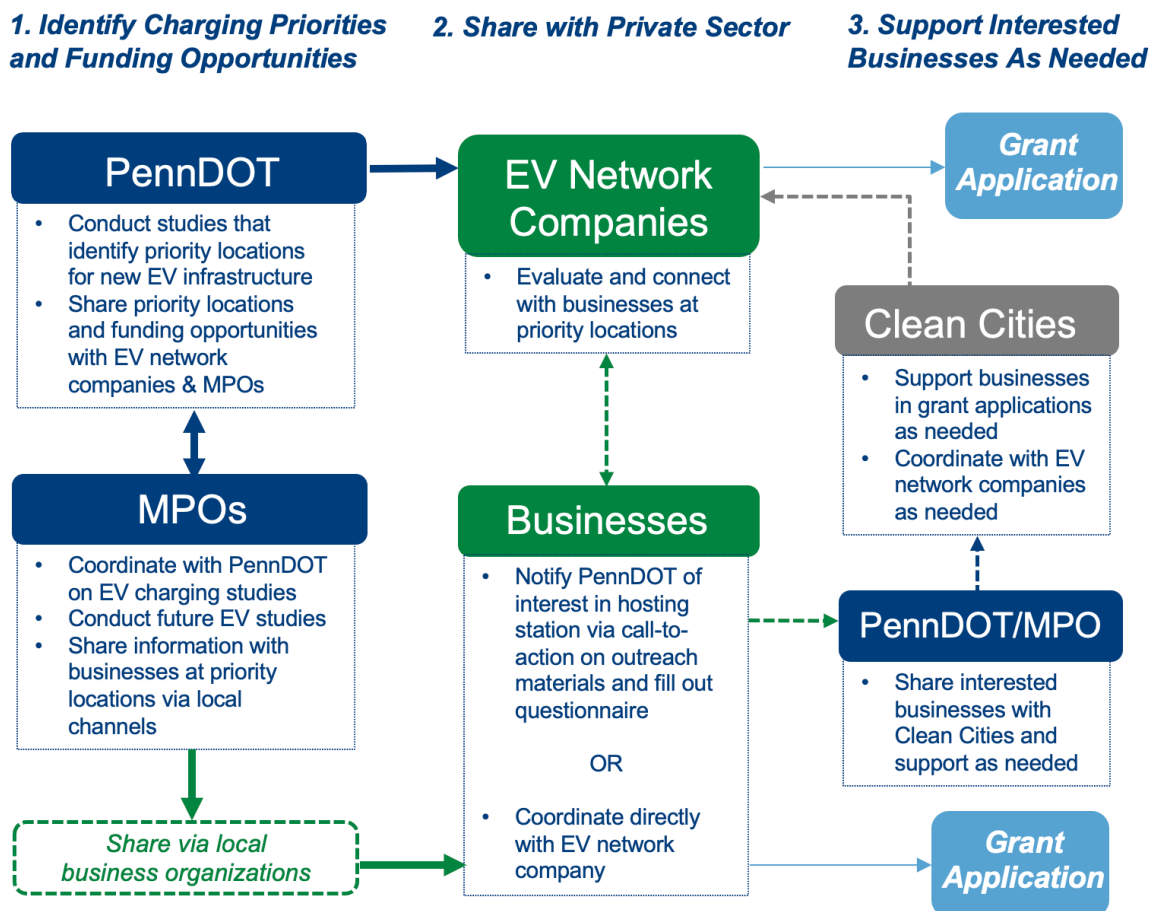 1. Identify Charging Priorities
and Funding Opportunities
2. Share with Private Sector
3. Support Interested
Businesses As Needed
PennDOT
• Conduct studies that
identify priority locations
for new EV infrastructure
• Share priority locations
and funding opportunities
with EV network
companies & MPOs
MPOs
• Coordinate with PennDOT
on EV charging studies
• Conduct future EV studies
• Share information with
businesses at priority
locations via local
channels
Share via local
business organizations
EV Network
Companies
• Evaluate and connect
with businesses at
priority locations
Businesses
• Notify PennDOT of
interest in hosting
station via call-to-
action on outreach
materials and fill out
questionnaire
OR
• Coordinate directly
with EV network
company
Grant
Application
Clean Cities
• Support businesses
in grant applications
as needed
• Coordinate with EV
network companies
as needed
PennDOT/MPO
• Share interested
businesses with
Clean Cities and
support as needed
Grant
Application